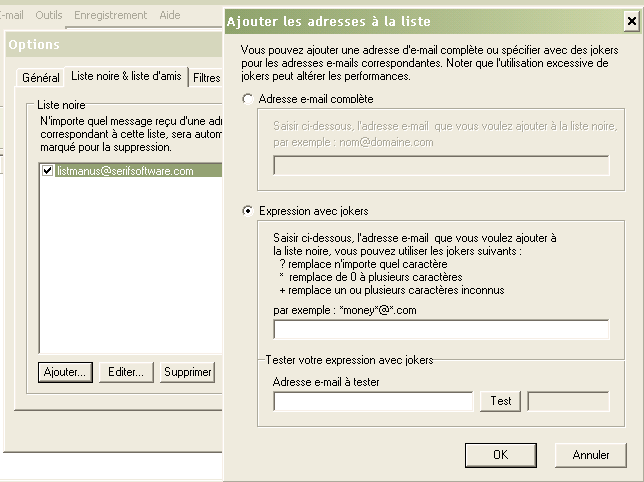 -mail Outils Enregistrement Aide
Options
Général Liste noire & liste d'amis Filtres
Liste noire
N'importe quel message reçu d'une ad
correspondant à cette liste, sera autom
marqué pour la suppression.
listmanus@serifsoftware.com
Ajouter... Editer... Supprimer
Ajouter les adresses à la liste
Vous pouvez ajouter une adresse d'e-mail complète ou spécifier avec des jokers
pour les adresses e-mails correspondantes. Noter que l'utilisation excessive de
jokers peut altérer les performances.
Adresse e-mail complète
Saisir ci-dessous, l'adresse e-mail que vous voulez ajouter à la liste noire,
par exemple : nom@domaine.com
Expression avec jokers
Saisir ci-dessous, l'adresse e-mail que vous voulez ajouter à
la liste noire, vous pouvez utiliser les jokers suivants :
? remplace n'importe quel caractère
* remplace de 0 à plusieurs caractères
+ remplace un ou plusieurs caractères inconnus
par exemple : *money*@*.com
Tester votre expression avec jokers
Adresse e-mail à tester
Test
OK Annuler